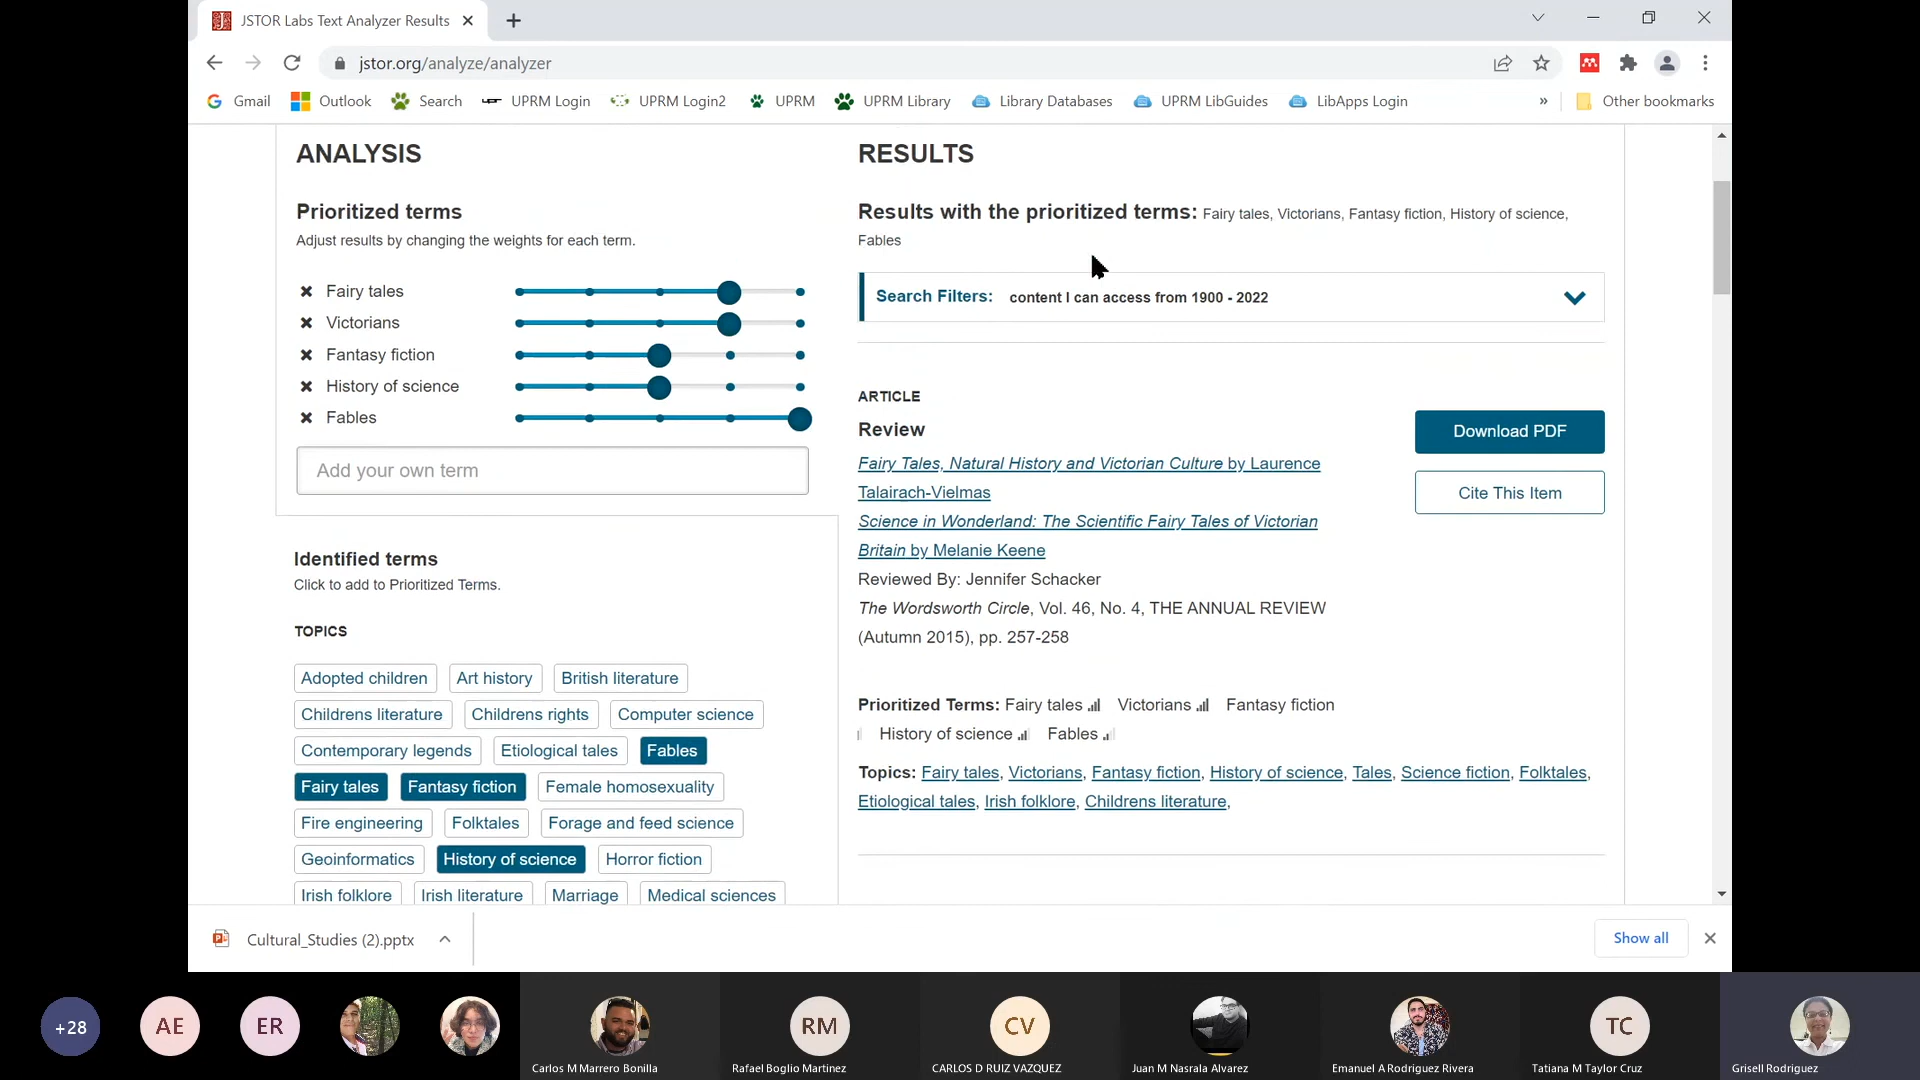 JSTOR Labs Text Analyzer Results
jstor.org/analyze/analyzer
Gmail
Outlook
Search
UPRM Login
UPRM Login2
UPRM
UPRM Library
Library Databases
UPRM LibGuides
LibApps Login
»
Other bookmarks
ANALYSIS
Prioritized terms
Adjust results by changing the weights for each term.
Fairy tales
Victorians
Fantasy fiction
History of science
Fables
Add your own term
Identified terms
Click to add to Prioritized Terms.
TOPICS
Adopted children Art history British literature
Childrens literature Childrens rights Computer science
Contemporary legends Etiological tales Fables
Fairy tales Fantasy fiction Female homosexuality
Fire engineering Folktales Forage and feed science
Geoinformatics History of science Horror fiction
Irish folklore Irish literature Marriage Medical sciences
RESULTS
Results with the prioritized terms: Fairy tales, Victorians, Fantasy fiction, History of science,
Fables
Search Filters: content I can access from 1900 - 2022
ARTICLE
Review
Fairy Tales, Natural History and Victorian Culture by Laurence
Talairach-Vielmas
Science in Wonderland: The Scientific Fairy Tales of Victorian
Britain by Melanie Keene
Reviewed By: Jennifer Schacker
The Wordsworth Circle, Vol. 46, No. 4, THE ANNUAL REVIEW
(Autumn 2015), pp. 257-258
Download PDF
Cite This Item
Prioritized Terms: Fairy tales Victorians Fantasy fiction
History of science Fables
Topics: Fairy tales, Victorians, Fantasy fiction, History of science, Tales, Science fiction, Folktales,
Etiological tales, Irish folklore, Childrens literature,
Cultural_Studies (2).pptx
Show all
+28
AE
ER
Carlos M Marrero Bonilla
RM
Rafael Boglio Martinez
CV
CARLOS D RUIZ VAZQUEZ
Juan M Nasrala Alvarez
Emanuel A Rodriguez Rivera
TC
Tatiana M Taylor Cruz
Grisell Rodriguez